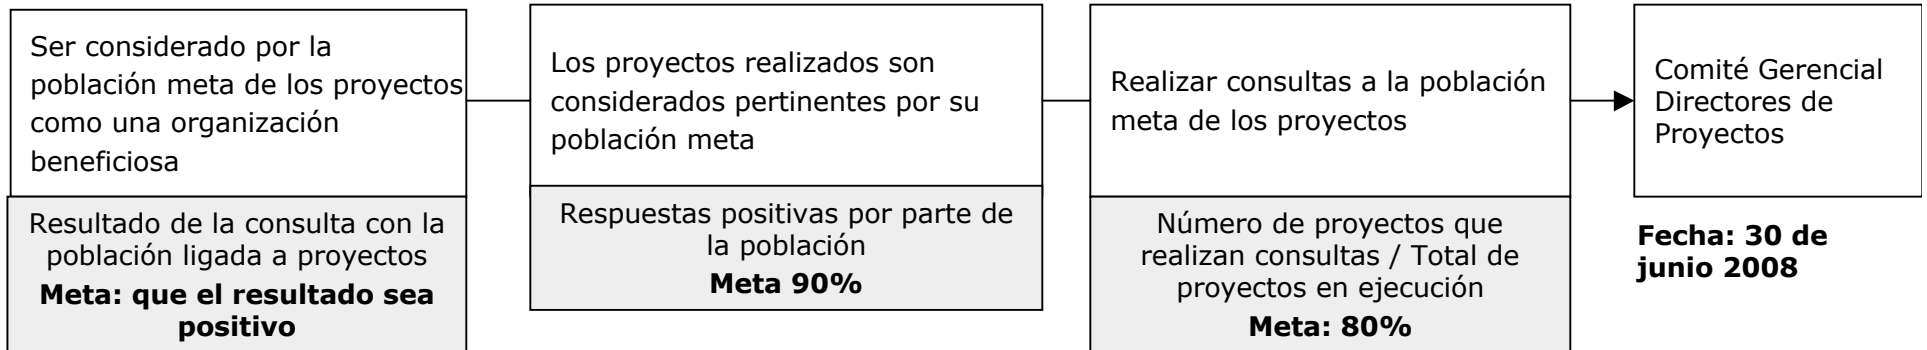 Ser considerado por la
población meta de los proyectos
como una organización
beneficiosa
Resultado de la consulta con la
población ligada a proyectos
Meta: que el resultado sea
positivo
Los proyectos realizados son
considerados pertinentes por su
población meta
Respuestas positivas por parte de
la población
Meta 90%
Realizar consultas a la población
meta de los proyectos
Número de proyectos que
realizan consultas / Total de
proyectos en ejecución
Meta: 80%
Comité Gerencial
Directores de
Proyectos
Fecha: 30 de
junio 2008